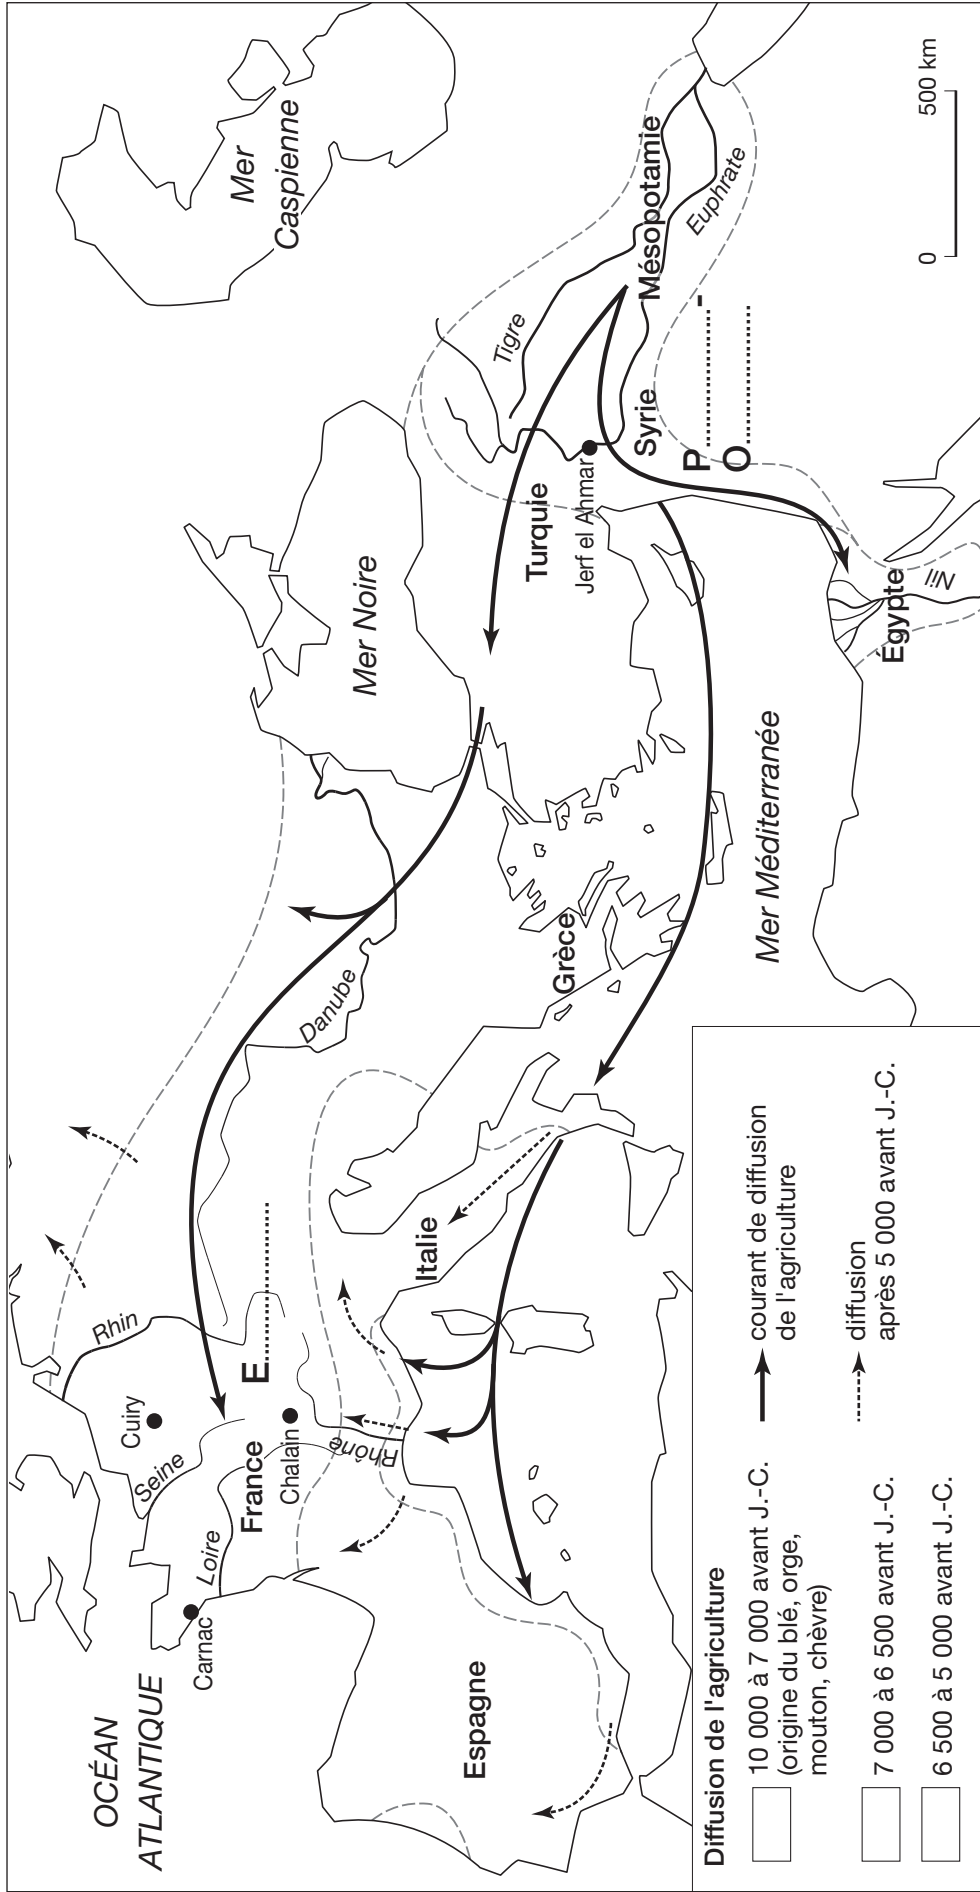 OCÉAN
ATLANTIQUE
Carnac
Loire
Seine
Cuiry
Rhin
France
Chalain
E
Rhône
Espagne
Italie
Danube
Grèce
Mer Noire
Mer
Caspienne
Turquie
Jerf el Ahmar
Tigre
Syrie
Mésopotamie
Euphrate
P -
O
Mer Méditerranée
Égypte
Nil
0 500 km
Diffusion de l'agriculture
10 000 à 7 000 avant J.-C.
(origine du blé, orge,
mouton, chèvre)
7 000 à 6 500 avant J.-C.
6 500 à 5 000 avant J.-C.
courant de diffusion
de l'agriculture
diffusion
après 5 000 avant J.-C.